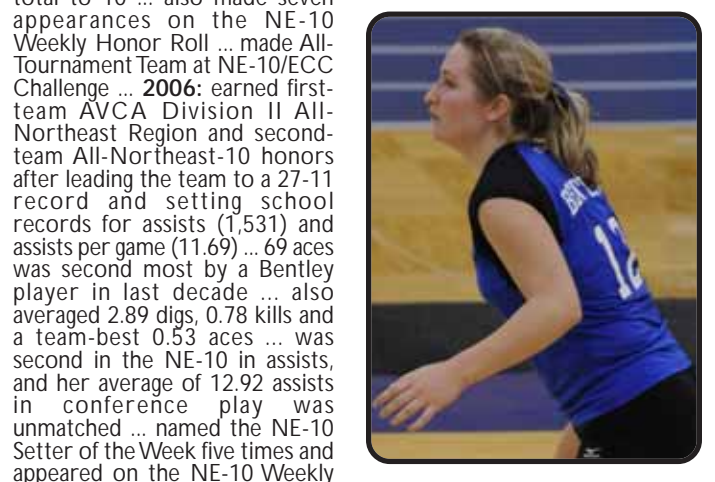 total to 10 ... also made seven
appearances on the NE-10
Weekly Honor Roll ... made All-
Tournament Team at NE-10/ECC
Challenge ... 2006: earned first-
team AVCA Division II All-
Northeast Region and second-
team All-Northeast-10 honors
after leading the team to a 27-11
record and setting school
records for assists (1,531) and
assists per game (11.69) ... 69 aces
was second most by a Bentley
player in last decade ... also
averaged 2.89 digs, 0.78 kills and
a team-best 0.53 aces ... was
second in the NE-10 in assists,
and her average of 12.92 assists
in conference play was
unmatched ... named the NE-10
Setter of the Week five times and
appeared on the NE-10 Weekly
12